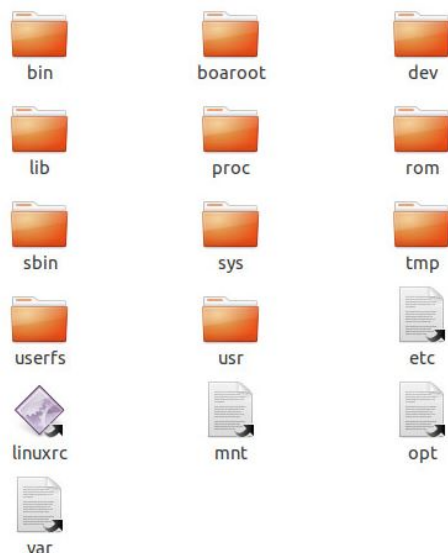 bin boaroot dev
lib proc rom
sbin sys tmp
userfs usr etc
linuxrc mnt opt
var